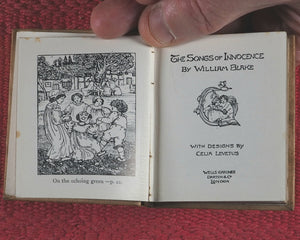 On the echoing green.—p. 22.
The Songs of Innocence
by William Blake
With Designs by
Celia Levetus
Wells Gardner
Darton & Co
London